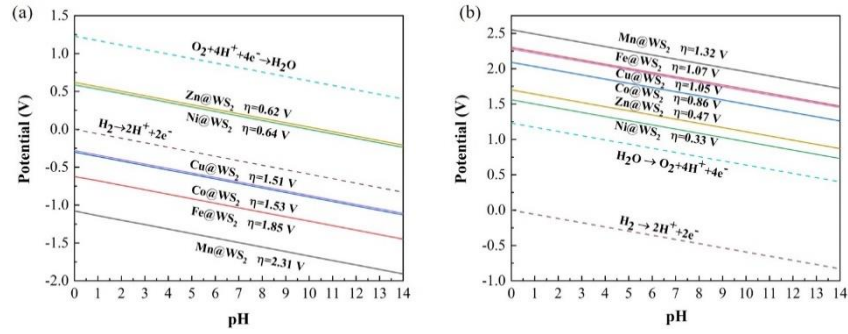 (a)
1.5
1.0
0.5
0.0
-0.5
-1.0
-1.5
-2.0
Potential (V)
O₂+4H⁺+4e⁻→H₂O
Zn@WS₂ η=0.62 V
Ni@WS₂ η=0.64 V
H₂→2H⁺+2e⁻
Cu@WS₂ η=1.51 V
Co@WS₂ η=1.53 V
Fe@WS₂ η=1.85 V
Mn@WS₂ η=2.31 V
0 1 2 3 4 5 6 7 8 9 10 11 12 13 14
pH
(b)
2.5
2.0
1.5
1.0
0.5
0.0
-0.5
-1.0
Potential (V)
Mn@WS₂ η=1.32 V
Fe@WS₂ η=1.07 V
Cu@WS₂ η=1.05 V
Co@WS₂ η=0.86 V
Zn@WS₂ η=0.47 V
Ni@WS₂ η=0.33 V
H₂O → O₂+4H⁺+4e⁻
H₂ → 2H⁺+2e⁻
0 1 2 3 4 5 6 7 8 9 10 11 12 13 14
pH